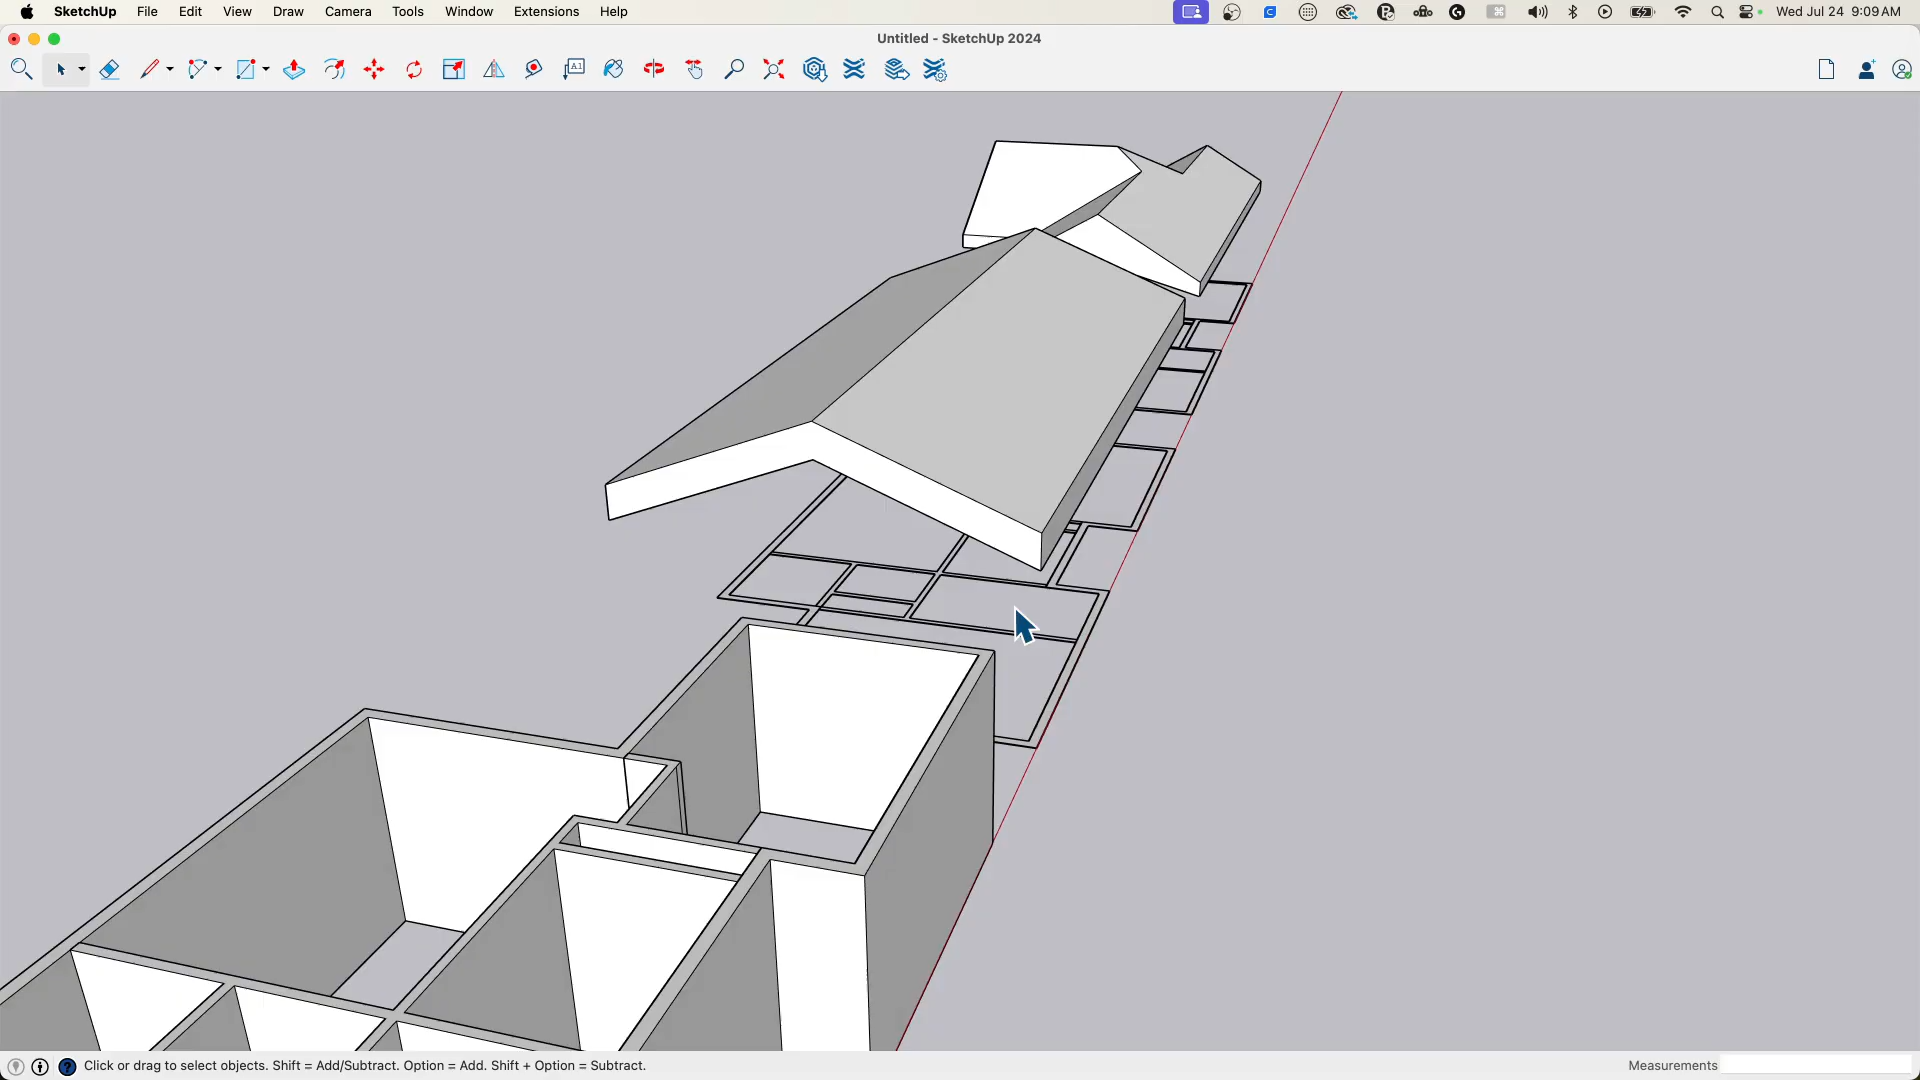 SketchUp File Edit View Draw Camera Tools Window Extensions Help Wed Jul 24 9:09 AM
Untitled - SketchUp 2024
A1
Click or drag to select objects. Shift = Add/Subtract. Option = Add. Shift + Option = Subtract. Measurements